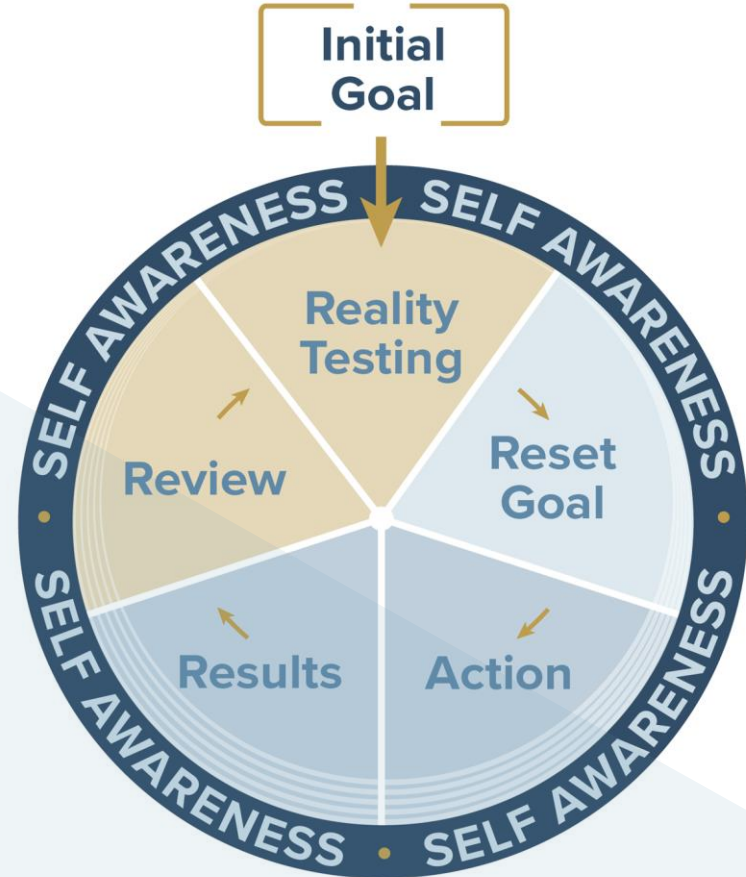 Initial
Goal
SELF AWARENESS
SELF AWARENESS
Reality
Testing
Review
Reset
Goal
Results
Action
SELF AWARENESS
SELF AWARENESS